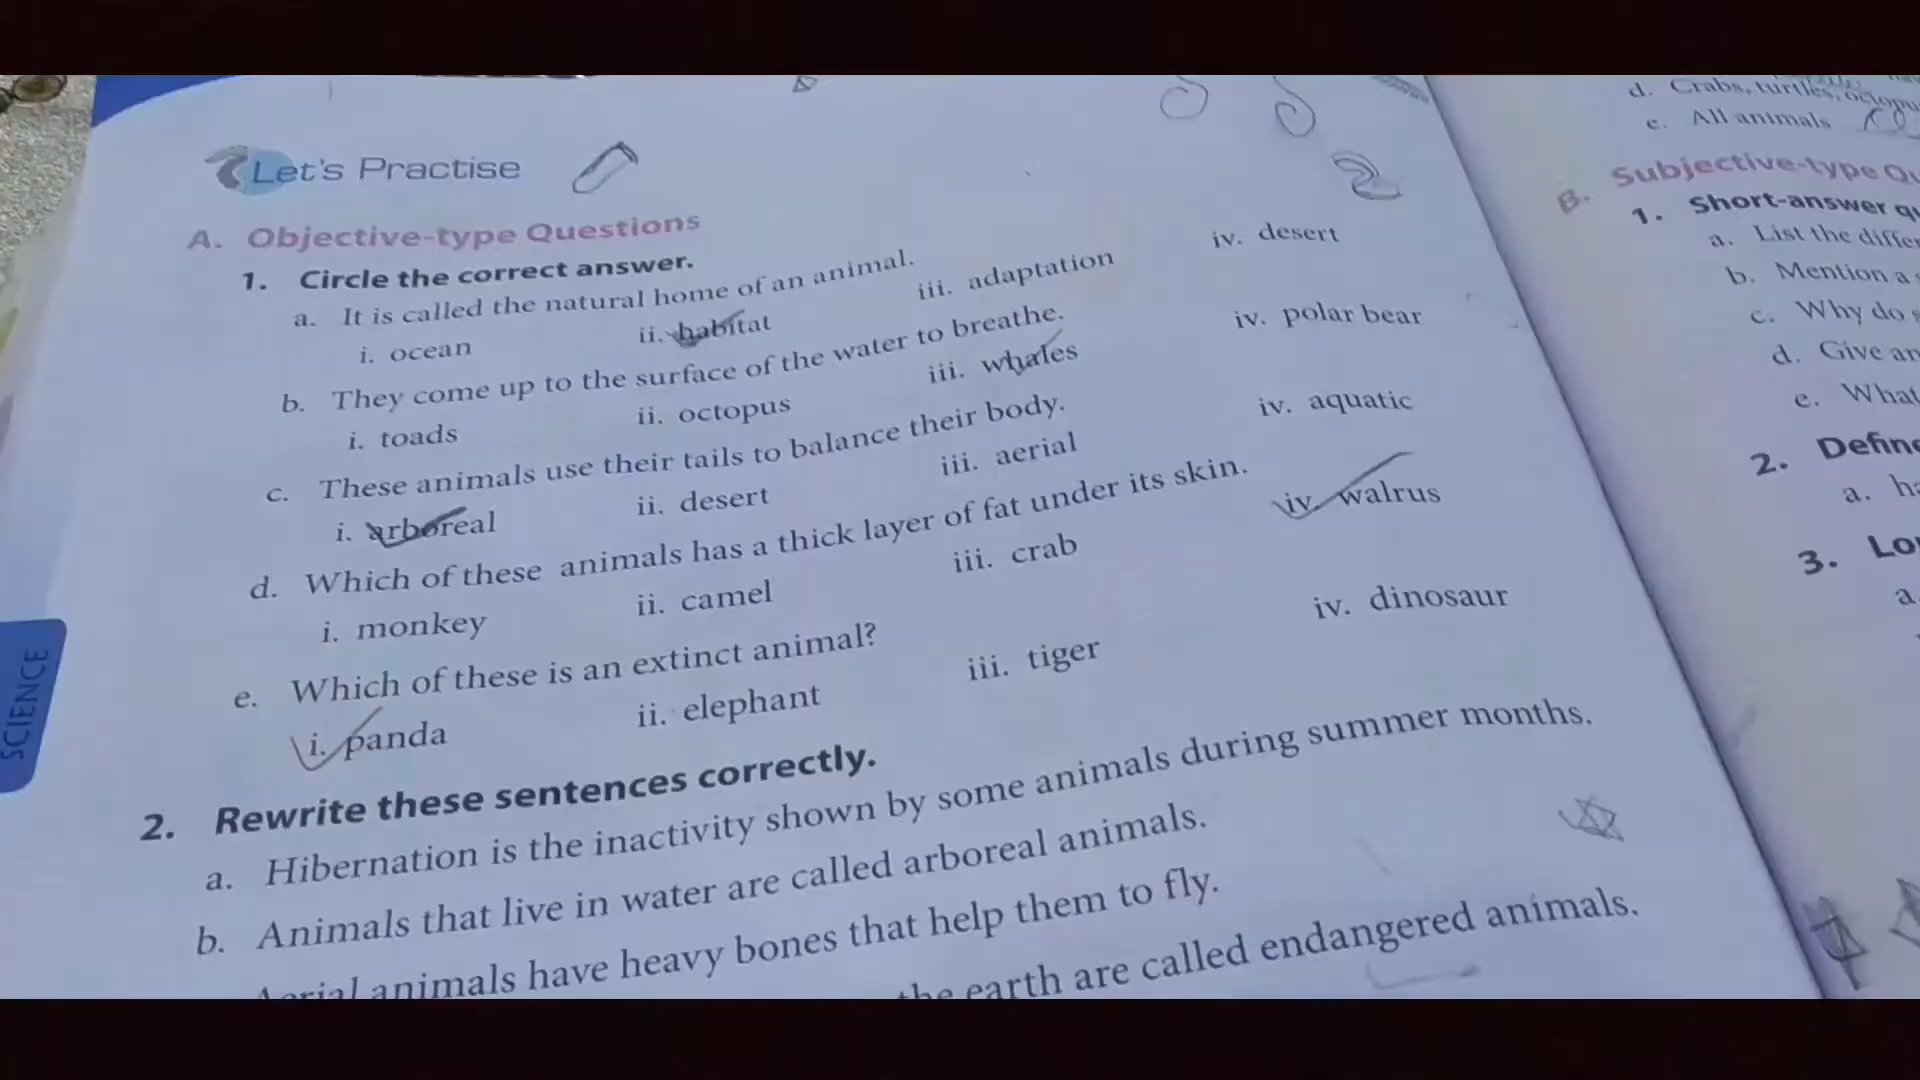 Let's Practise
A. Objective-type Questions
1. Circle the correct answer.
a. It is called the natural home of an animal.
i. ocean ii. habitat iii. adaptation iv. desert
b. They come up to the surface of the water to breathe.
i. toads ii. octopus iii. whales iv. polar bear
c. These animals use their tails to balance their body.
i. arboreal ii. desert iii. aerial iv. aquatic
d. Which of these animals has a thick layer of fat under its skin.
i. monkey ii. camel iii. crab iv. walrus
e. Which of these is an extinct animal?
i. panda ii. elephant iii. tiger iv. dinosaur
2. Rewrite these sentences correctly.
a. Hibernation is the inactivity shown by some animals during summer months.
b. Animals that live in water are called arboreal animals.
Aerial animals have heavy bones that help them to fly.
the earth are called endangered animals.
SCIENCE
d. Crabs, turtles,
e. All animals
B. Subjective-type
1. Short-answer
a. List the
b. Mention a
c. Why do
d. Give
e. What
2. Define
a.
3.
a.